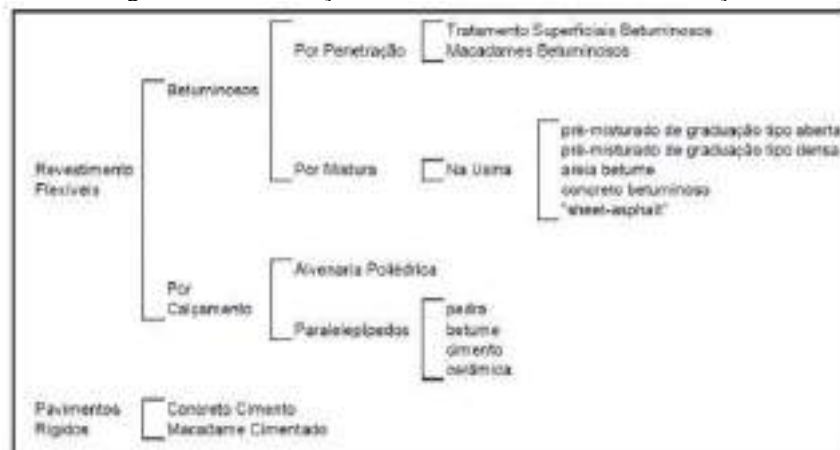 Tratamento Superficiais Betuminosos
Por Penetração
Macadames Betuminosos
Betuminosos
pré-misturado de graduação tipo aberta
pré-misturado de graduação tipo densa
Revestimento
Flexíveis
Por Mistura
Na Usina
areia betume
concreto betuminoso
"sheet-asphalt"
Alvenaria Poliédrica
Por
Calçamento
Paralelepípedos
pedra
betume
cimento
cerâmica
Pavimentos
Rígidos
Concreto Cimento
Macadame Cimentado